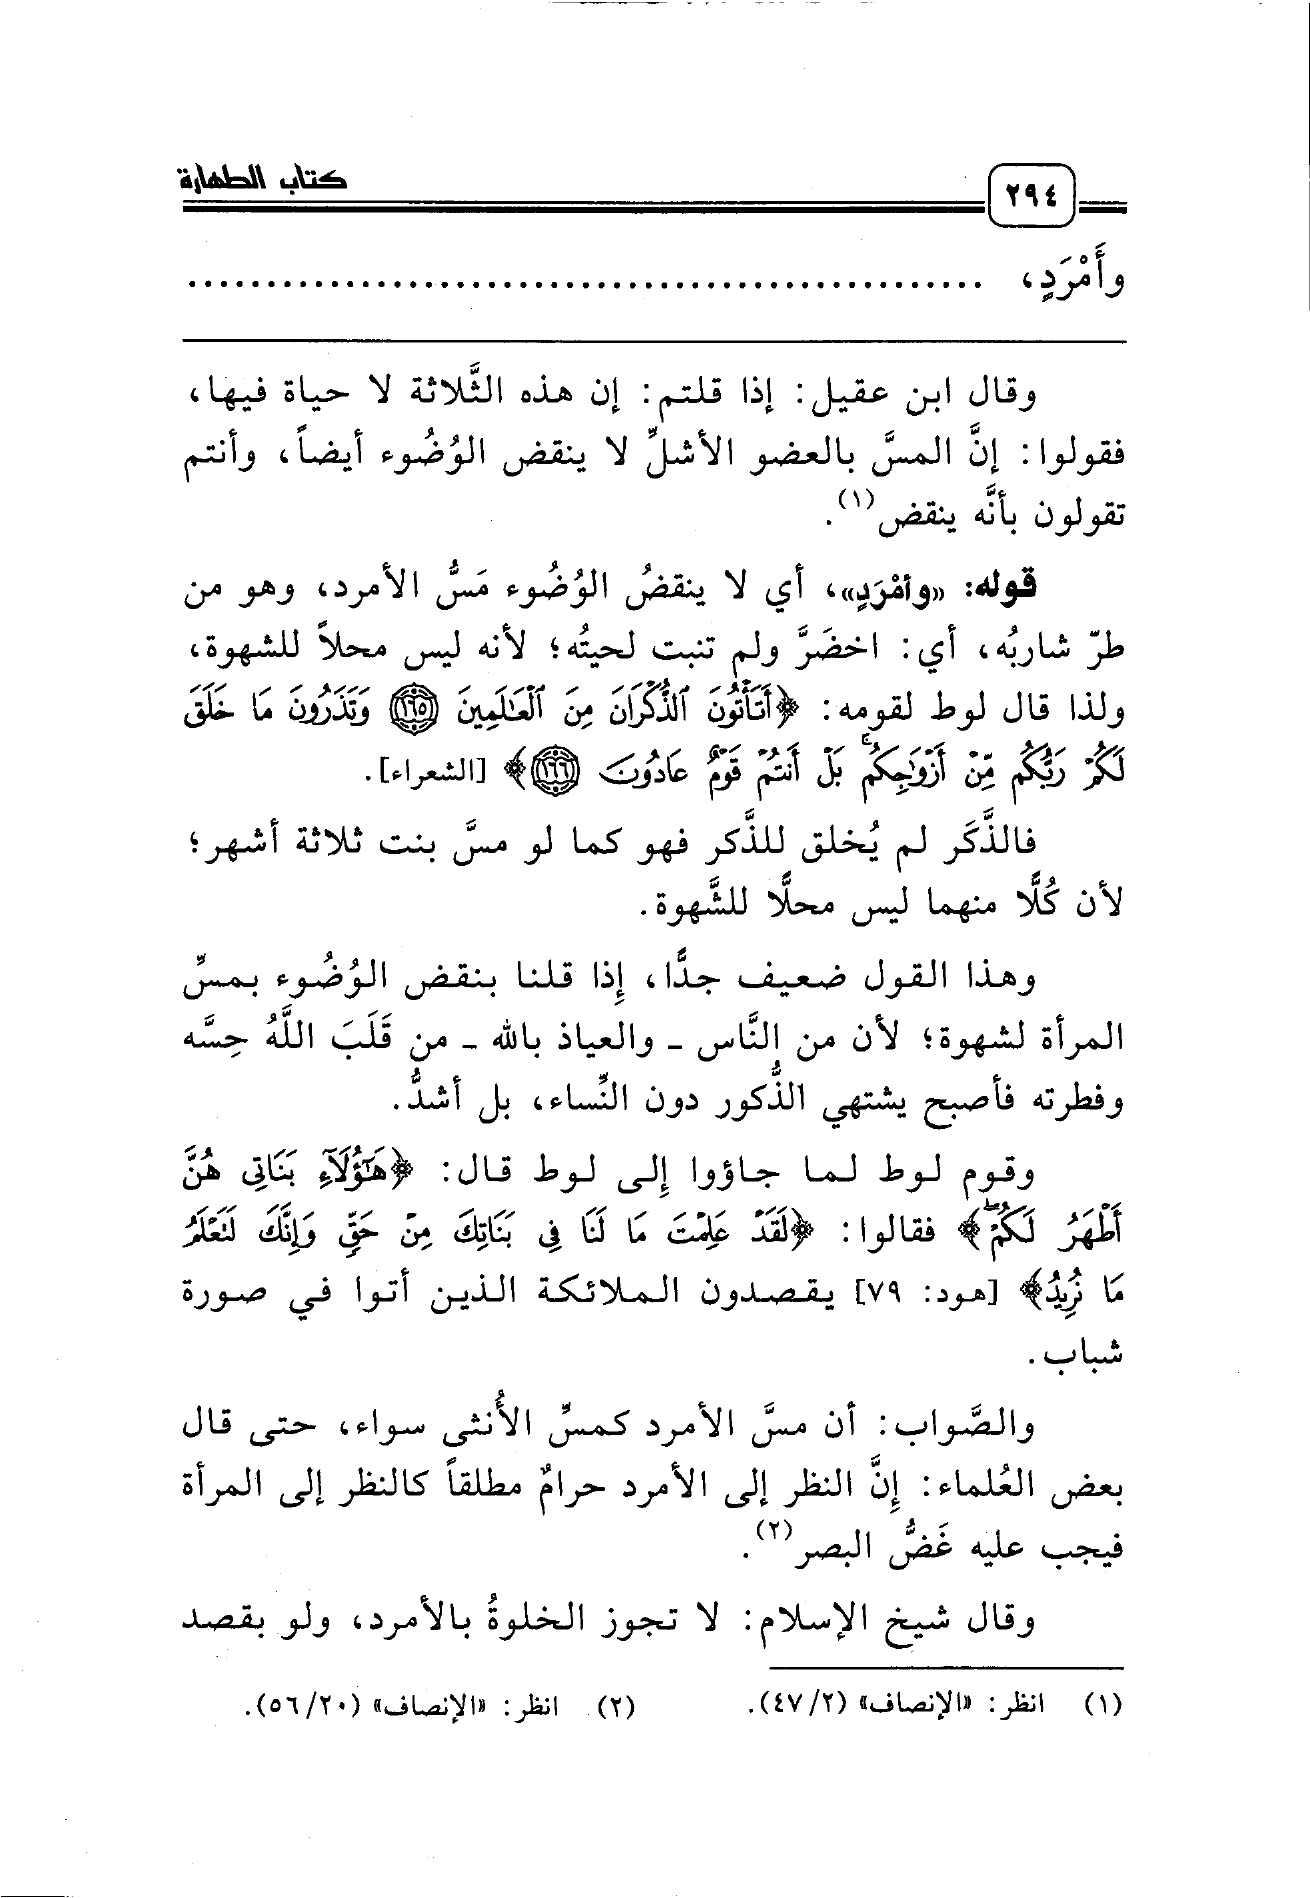 ٢٩٤
كتاب الطهارة
وأَمْرَدٍ، ................................................
وقال ابن عقيل: إذا قلتم: إن هذه الثَّلاثة لا حياة فيها،
فقولوا: إنَّ المسَّ بالعضو الأشلِّ لا ينقض الوُضُوء أيضاً، وأنتم
تقولون بأنَّه ينقض(١).
قوله: «وأمْرَدٍ»، أي لا ينقضُ الوُضُوء مَسُّ الأمرد، وهو من
طرّ شاربُه، أي: اخضَرَّ ولم تنبت لحيتُه؛ لأنه ليس محلاً للشهوة،
ولذا قال لوط لقومه: ﴿أَتَأْتُونَ ٱلذُّكْرَانَ مِنَ ٱلْعَـٰلَمِينَ ١٦٥ وَتَذَرُونَ مَا خَلَقَ
لَكُمْ رَبُّكُم مِّنْ أَزْوَٰجِكُمۚ بَلْ أَنتُمْ قَوْمٌ عَادُونَ ١٦٦﴾ [الشعراء].
فالذَّكَر لم يُخلق للذَّكر فهو كما لو مسَّ بنت ثلاثة أشهر؛
لأن كُلًّا منهما ليس محلًّا للشَّهوة.
وهذا القول ضعيف جدًّا، إِذا قلنا بنقض الوُضُوء بمسِّ
المرأة لشهوة؛ لأن من النَّاس ـ والعياذ بالله ـ من قَلَبَ اللَّهُ حِسَّه
وفطرته فأصبح يشتهي الذُّكور دون النِّساء، بل أشدُّ.
وقوم لوط لما جاؤوا إِلى لوط قال: ﴿هَـٰٓؤُلَآءِ بَنَاتِى هُنَّ
أَطْهَرُ لَكُمْۖ﴾ فقالوا: ﴿لَقَدْ عَلِمْتَ مَا لَنَا فِى بَنَاتِكَ مِنْ حَقٍّ وَإِنَّكَ لَتَعْلَمُ
مَا نُرِيدُ﴾ [هود: ٧٩] يقصدون الملائكة الذين أتوا في صورة
شباب.
والصَّواب: أن مسَّ الأمرد كمسِّ الأُنثى سواء، حتى قال
بعض العُلماء: إِنَّ النظر إلى الأمرد حرامٌ مطلقاً كالنظر إلى المرأة
فيجب عليه غَضُّ البصر(٢).
وقال شيخ الإسلام: لا تجوز الخلوةُ بالأمرد، ولو بقصد
(١) انظر: «الإنصاف» (٤٧/٢). (٢) انظر: «الإنصاف» (٥٦/٢٠).